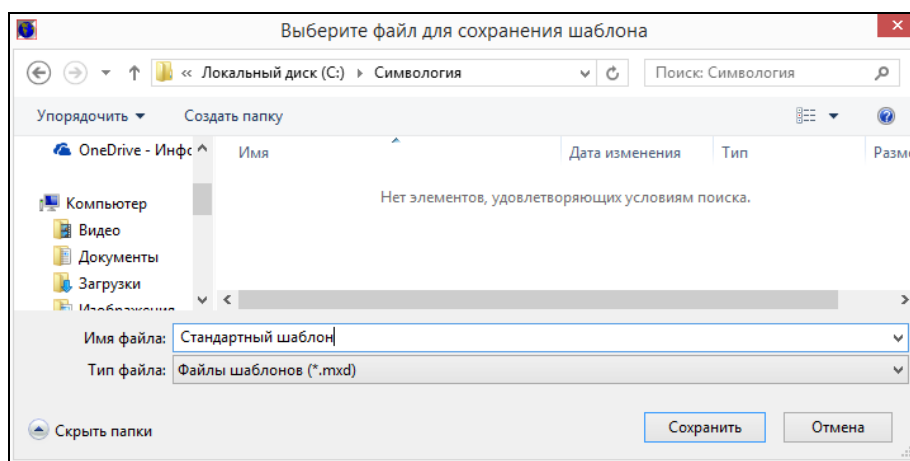 Выберите файл для сохранения шаблона
« Локальный диск (C:) Симвология Поиск: Симвология
Упорядочить Создать папку
OneDrive - Инфс
Имя Дата изменения Тип Разм
Компьютер
Нет элементов, удовлетворяющих условиям поиска.
Видео
Документы
Загрузки
Изображения
Имя файла: Стандартный шаблон
Тип файла: Файлы шаблонов (*.mxd)
Скрыть папки Сохранить Отмена